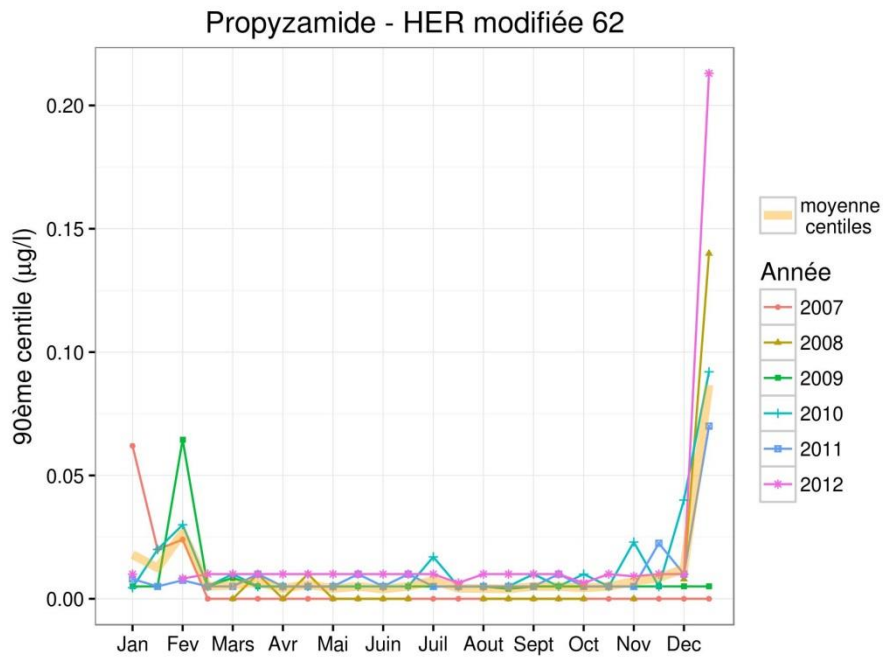 Propyzamide - HER modifiée 62
90ème centile (µg/l)
0.20
0.15
0.10
0.05
0.00
Jan Fev Mars Avr Mai Juin Juil Aout Sept Oct Nov Dec
moyenne
centiles
Année
2007
2008
2009
2010
2011
2012